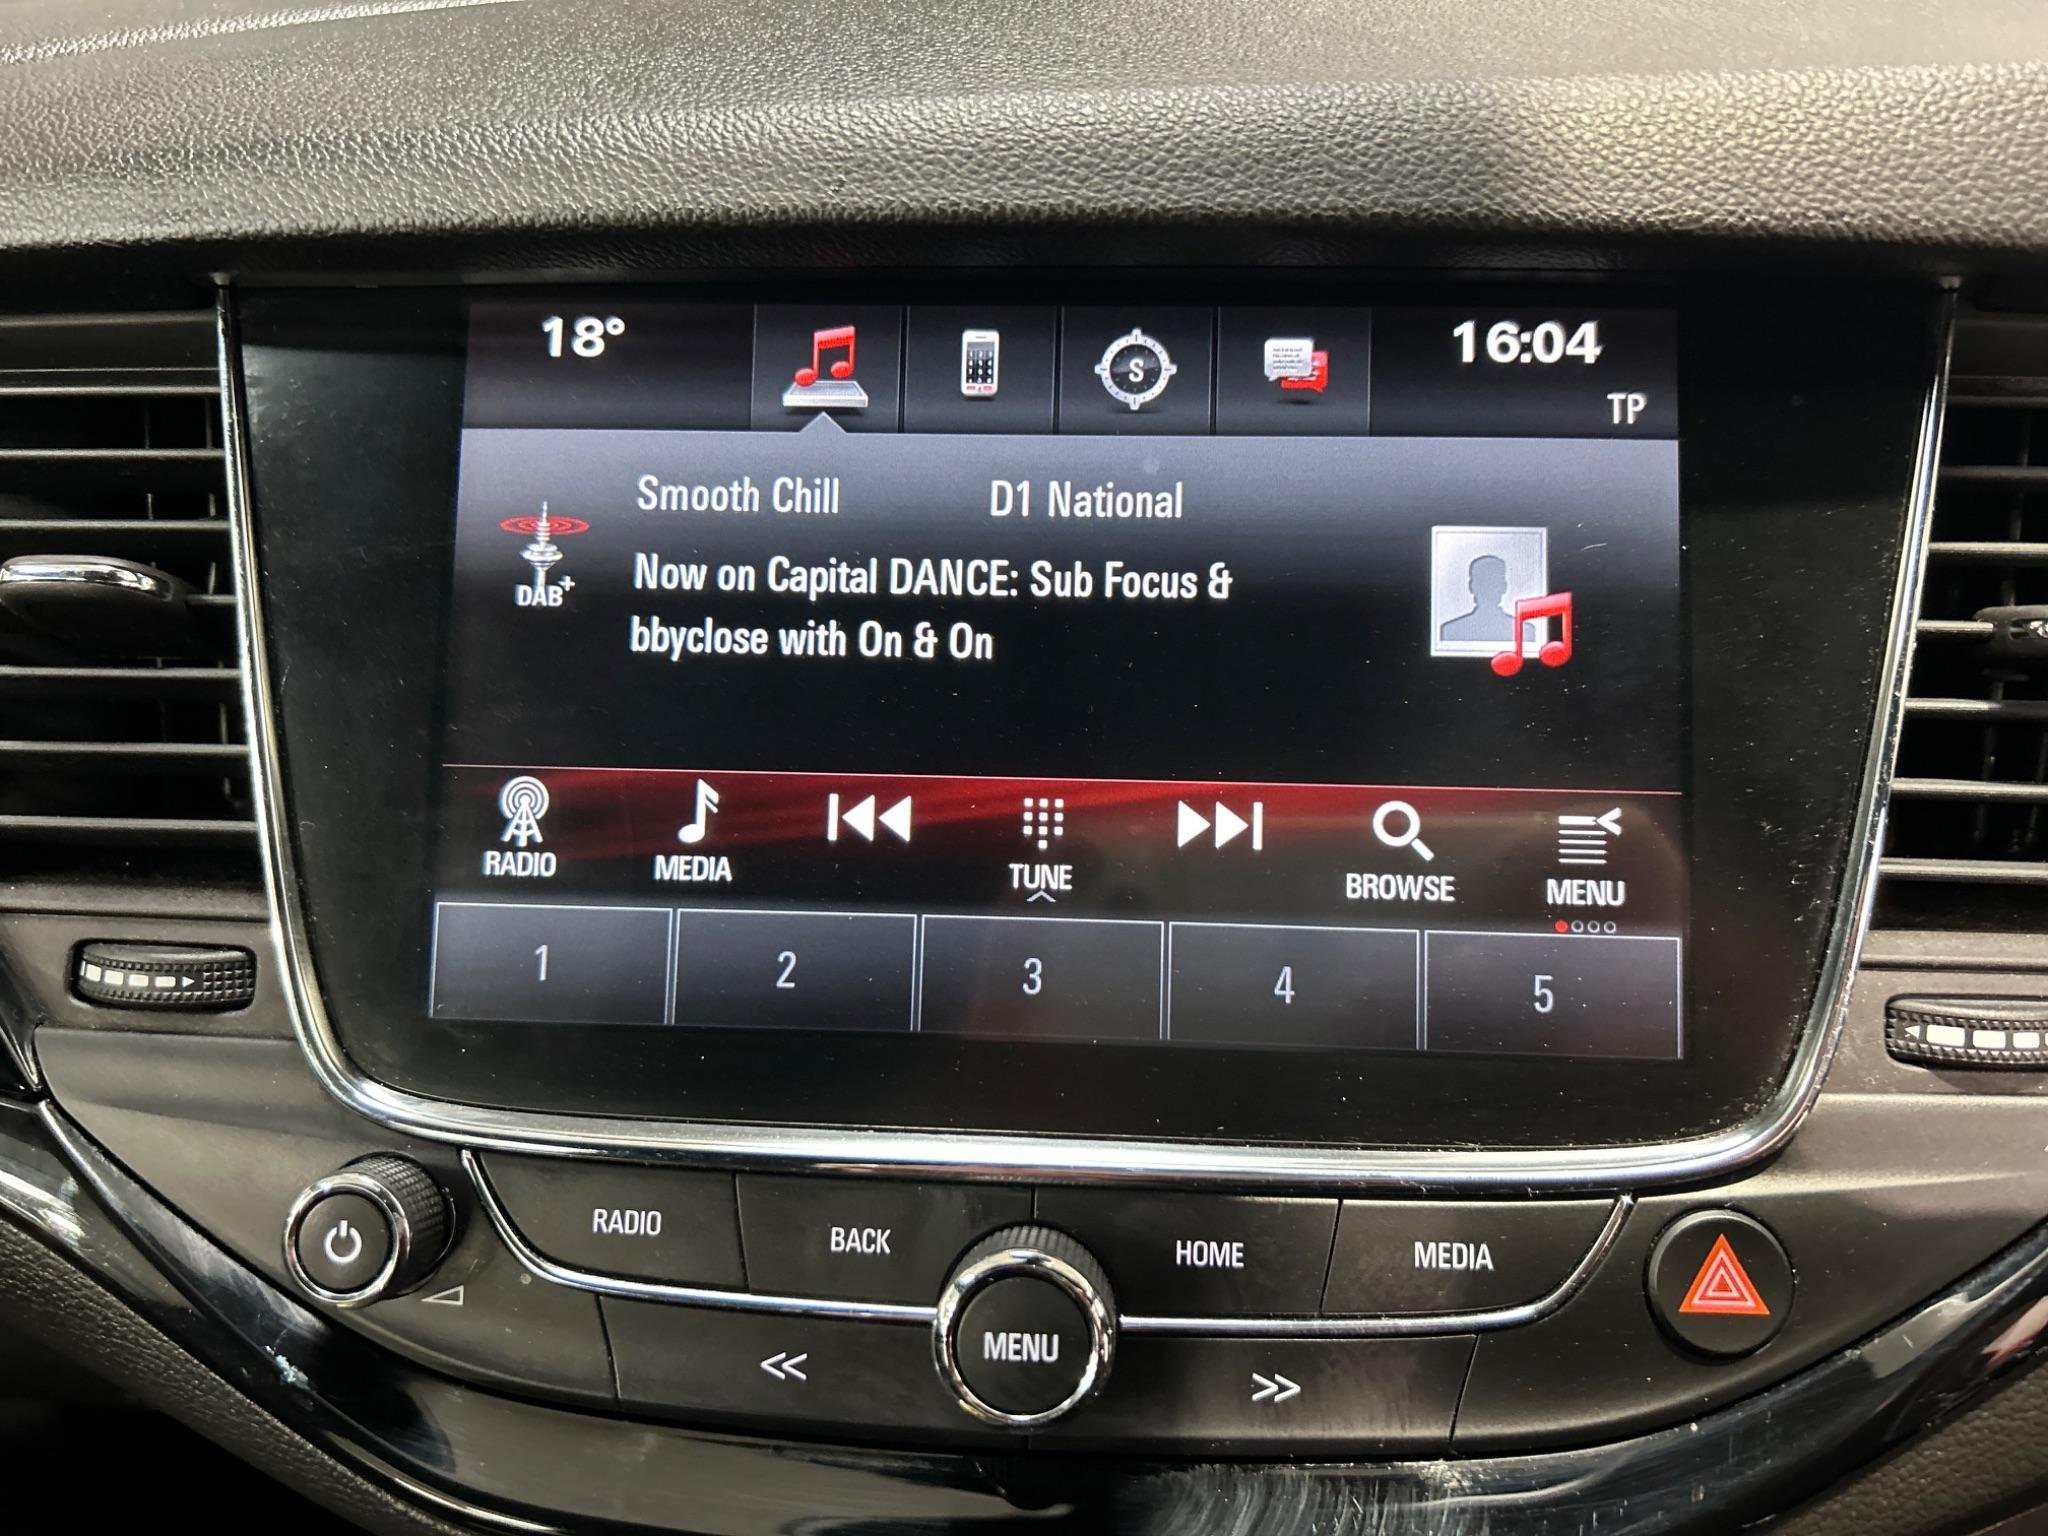 18°
S
16:04
TP
Smooth Chill D1 National
DAB+
Now on Capital DANCE: Sub Focus &
bbyclose with On & On
RADIO MEDIA TUNE BROWSE MENU
1 2 3 4 5
RADIO BACK HOME MEDIA
MENU